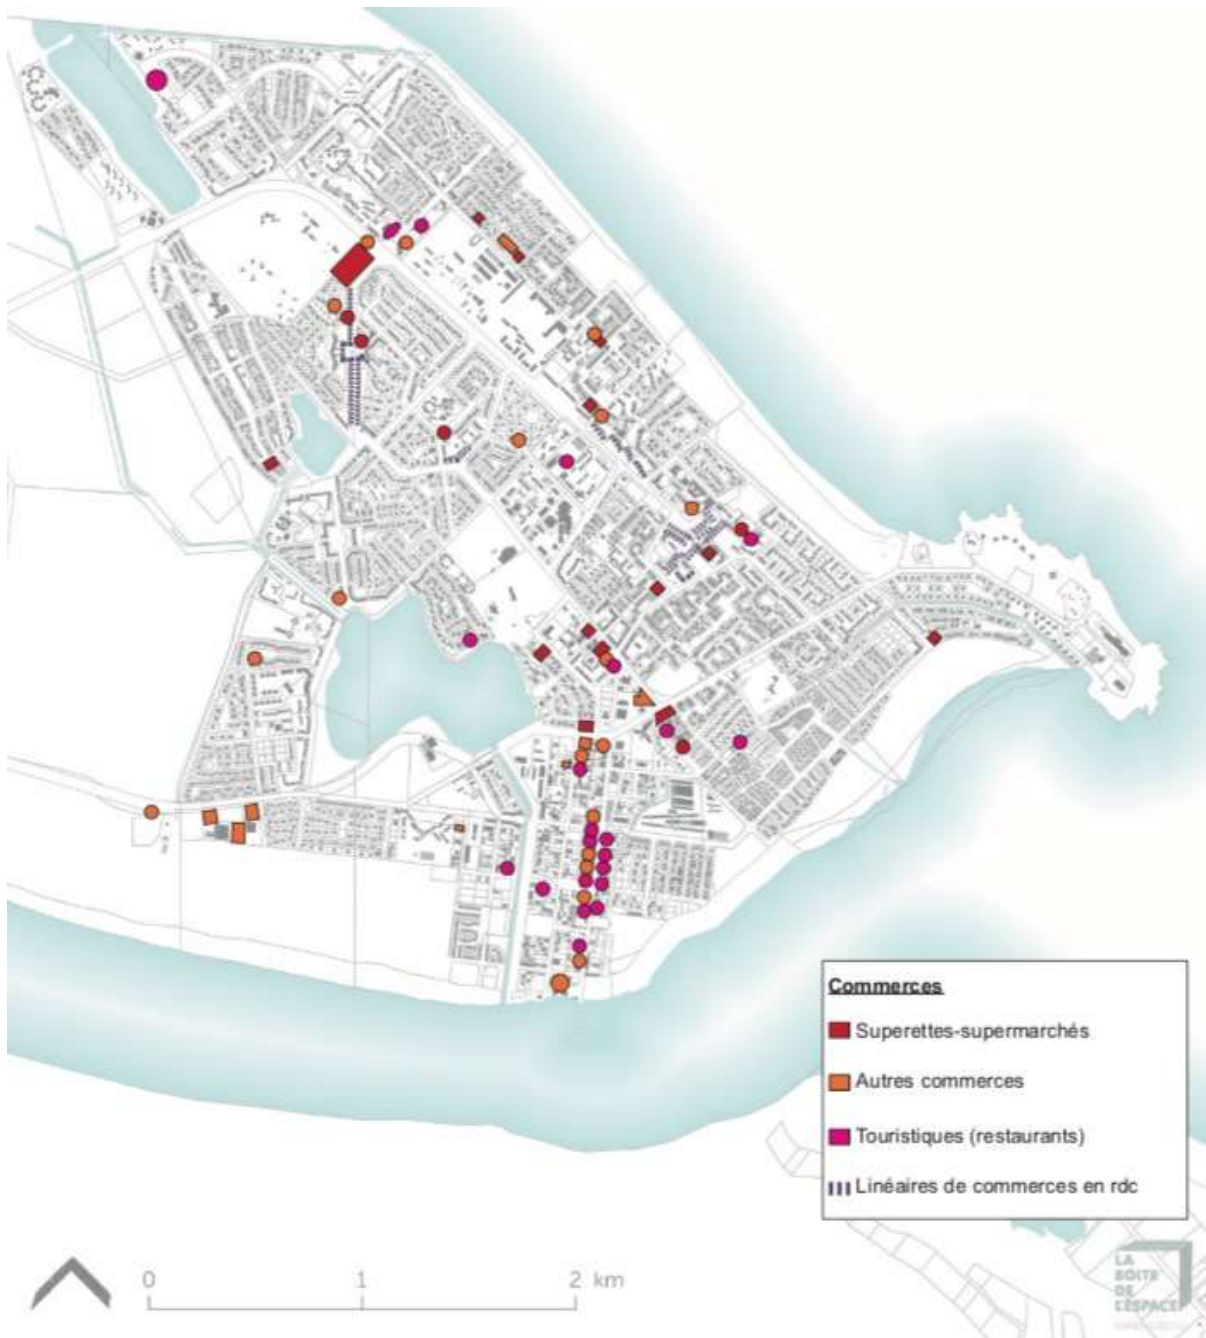 Commerces
Superettes-supermarchés
Autres commerces
Touristiques (restaurants)
Linéaires de commerces en rdc
0 1 2 km
LA
BOITE
DE
L'ESPACE